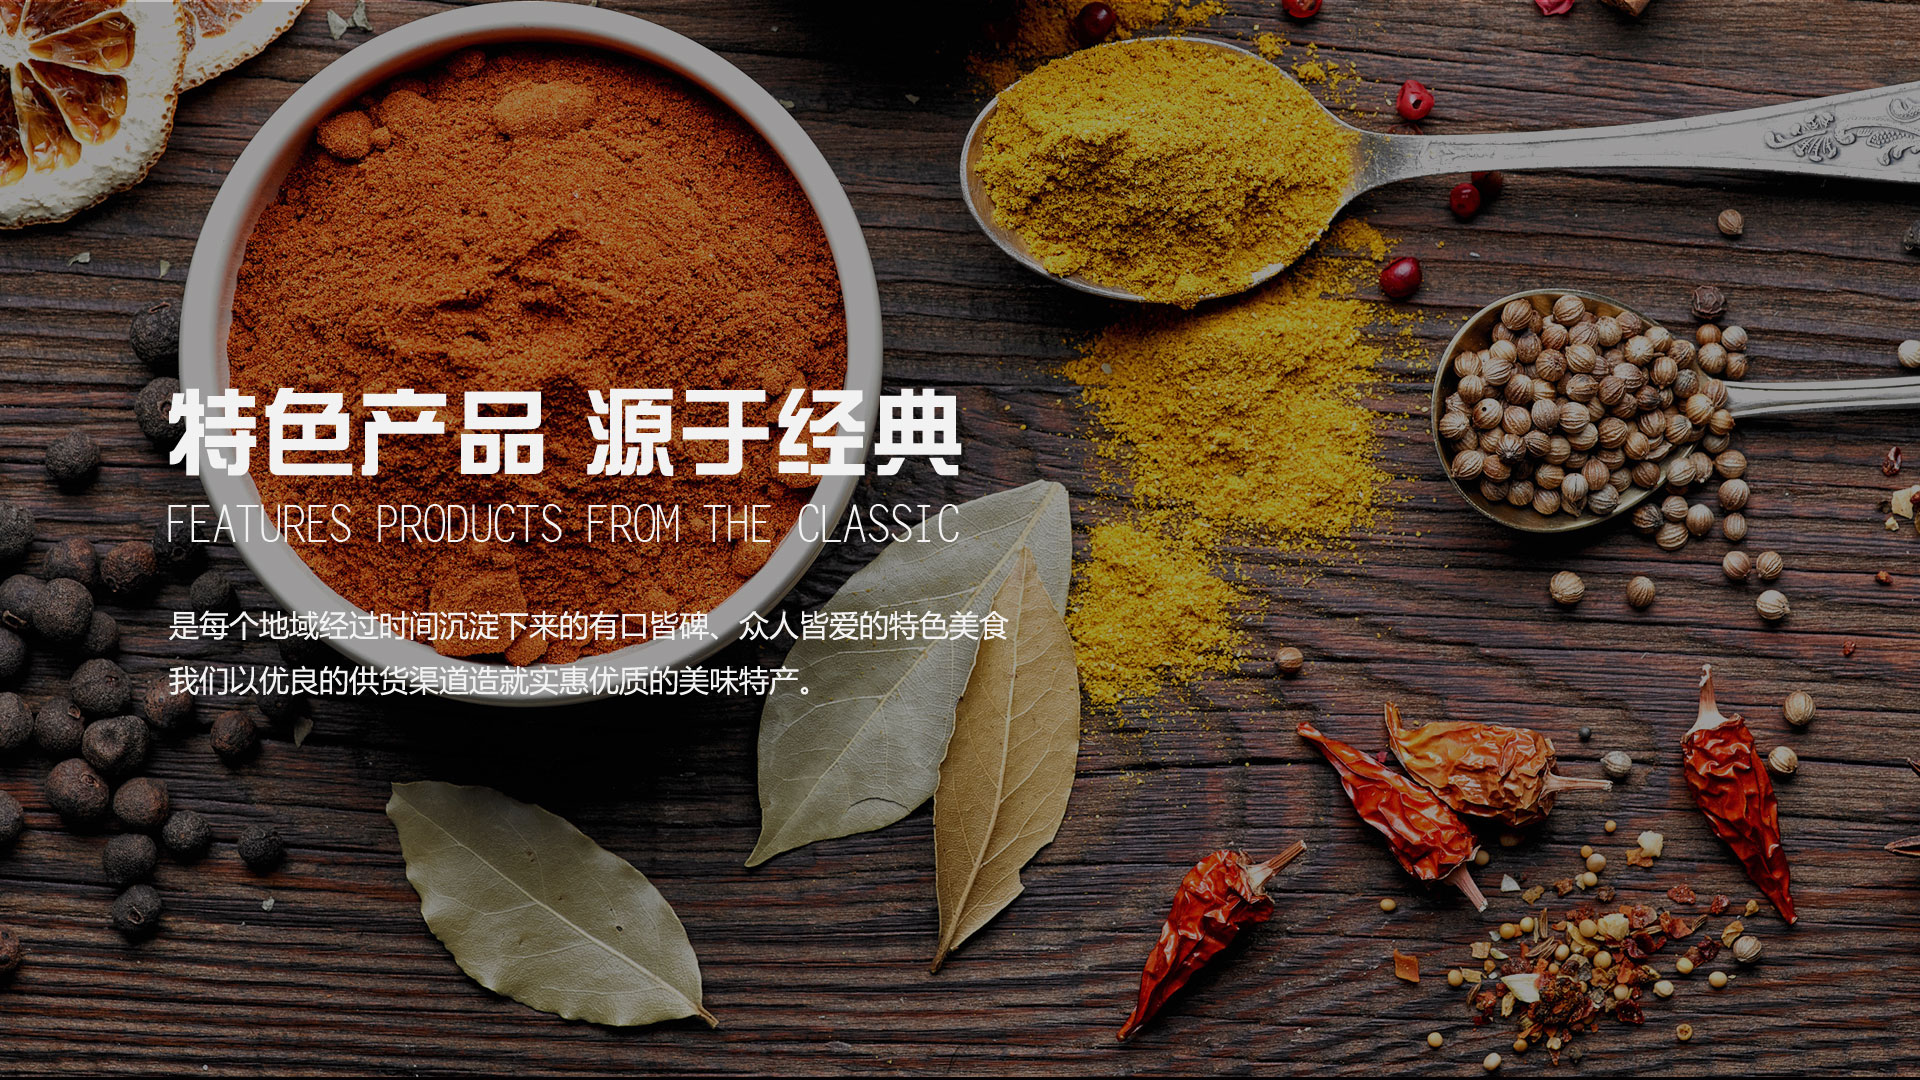 特色产品 源于经典
FEATURES PRODUCTS FROM THE CLASSIC
是每个地域经过时间沉淀下来的有口皆碑、众人皆爱的特色美食
我们以优良的供货渠道造就实惠优质的美味特产。